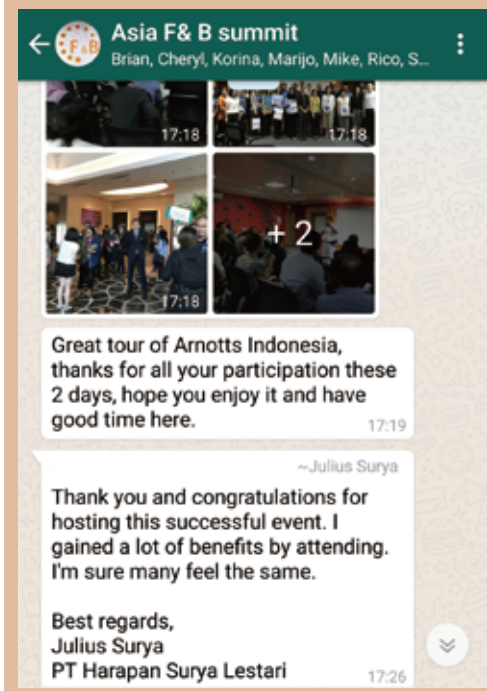 Asia F& B summit
F&B
Brian, Cheryl, Korina, Marijo, Mike, Rico, S...
17:18
17:18
17:18
+ 2
Great tour of Arnotts Indonesia,
thanks for all your participation these
2 days, hope you enjoy it and have
good time here.
17:19
~Julius Surya
Thank you and congratulations for
hosting this successful event. I
gained a lot of benefits by attending.
I'm sure many feel the same.
Best regards,
Julius Surya
PT Harapan Surya Lestari
17:26